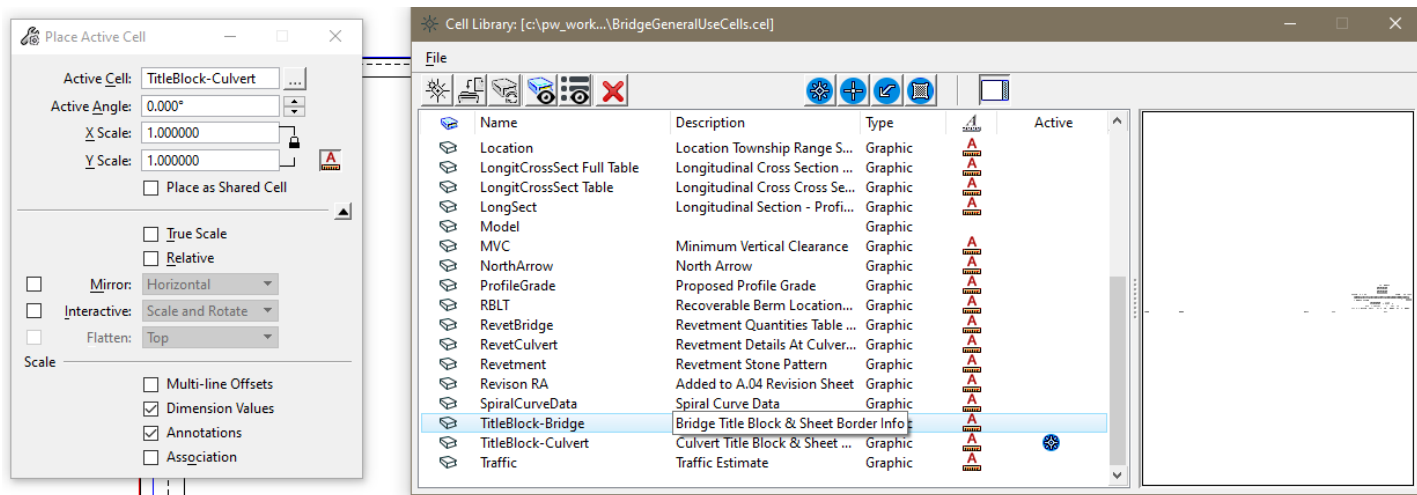 Place Active Cell
Active Cell: TitleBlock-Culvert ...
Active Angle: 0.000°
X Scale: 1.000000
Y Scale: 1.000000
A
Place as Shared Cell
True Scale
Relative
Mirror: Horizontal
Interactive: Scale and Rotate
Flatten: Top
Scale
Multi-line Offsets
Dimension Values
Annotations
Association
Cell Library: [c:\pw_work...\BridgeGeneralUseCells.cel]
File
Name Description Type A Active
Location Location Township Range S... Graphic A
LongitCrossSect Full Table Longitudinal Cross Section ... Graphic A
LongitCrossSect Table Longitudinal Cross Cross Se... Graphic A
LongSect Longitudinal Section - Profi... Graphic A
Model Graphic
MVC Minimum Vertical Clearance Graphic A
NorthArrow North Arrow Graphic A
ProfileGrade Proposed Profile Grade Graphic A
RBLT Recoverable Berm Location... Graphic A
RevetBridge Revetment Quantities Table ... Graphic A
RevetCulvert Revetment Details At Culver... Graphic A
Revetment Revetment Stone Pattern Graphic A
Revison RA Added to A.04 Revision Sheet Graphic A
SpiralCurveData Spiral Curve Data Graphic A
TitleBlock-Bridge Bridge Title Block & Sheet Border Info A
TitleBlock-Culvert Culvert Title Block & Sheet ... Graphic A
Traffic Traffic Estimate Graphic A